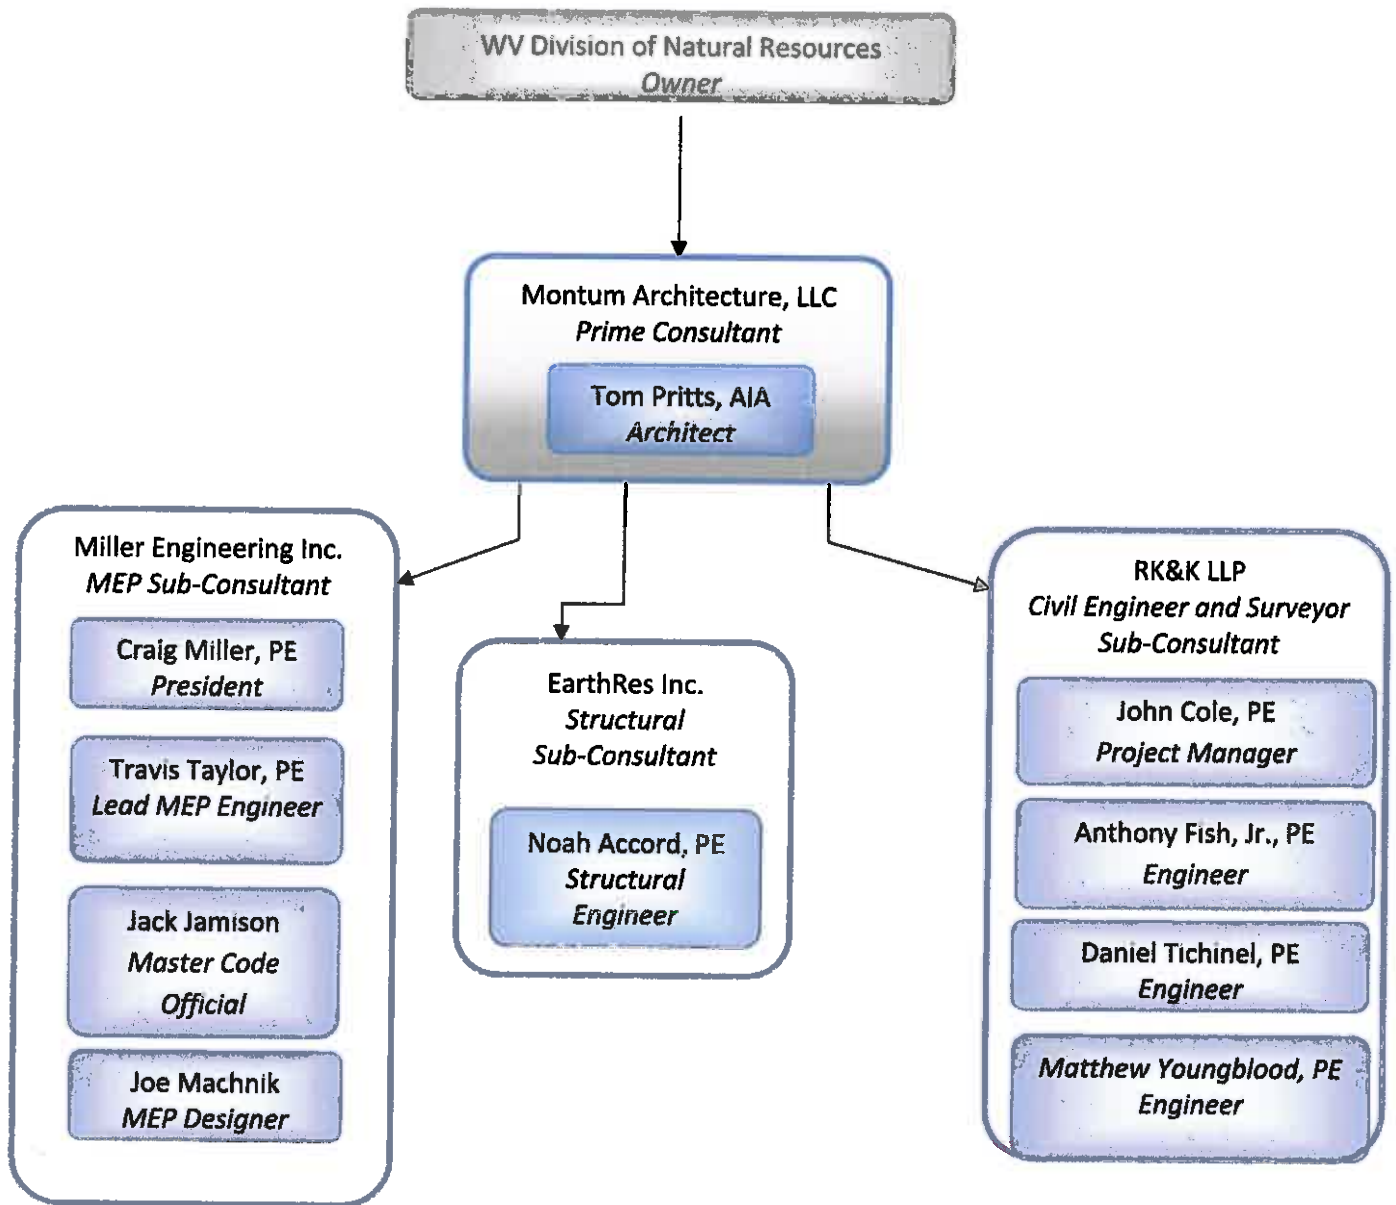 WV Division of Natural Resources
Owner
Montum Architecture, LLC
Prime Consultant
Tom Pritts, AIA
Architect
Miller Engineering Inc.
MEP Sub-Consultant
Craig Miller, PE
President
Travis Taylor, PE
Lead MEP Engineer
Jack Jamison
Master Code
Official
Joe Machnik
MEP Designer
EarthRes Inc.
Structural
Sub-Consultant
Noah Accord, PE
Structural
Engineer
RK&K LLP
Civil Engineer and Surveyor
Sub-Consultant
John Cole, PE
Project Manager
Anthony Fish, Jr., PE
Engineer
Daniel Tichinel, PE
Engineer
Matthew Youngblood, PE
Engineer